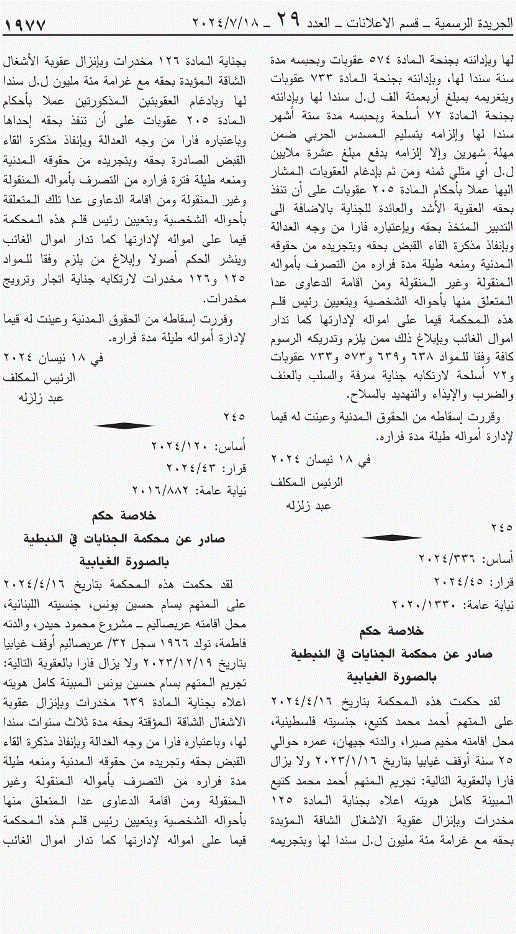 الجريدة الرسمية ـ قسم الاعلانات ـ العدد ٢٩ ـ ٢٠٢٤/٧/١٨
١٩٧٧
لها وبإدانته بجنحة المادة ٥٧٤ عقوبات وبحبسه مدة
سنة سندا لها، وبإدانته بجنحة المادة ٧٣٣ عقوبات
وبتغريمه بمبلغ أربعمئة الف ل.ل سندا لها وبإدانته
بجنحة المادة ٧٢ أسلحة وبحبسه مدة ستة أشهر
سندا لها وإلزامه بتسليم المسدس الحربي ضمن
مهلة شهرين وإلا إلزامه بدفع مبلغ عشرة ملايين
ل.ل أي مثلي ثمنه ومن ثم بإدغام العقوبات المشار
اليها عملا بأحكام المادة ٢٠٥ عقوبات على أن تنفذ
بحقه العقوبة الأشد والعائدة للجناية بالاضافة الى
التدبير المتخذ بحقه وبإعتباره فارا من وجه العدالة
وبإنفاذ مذكرة القاء القبض بحقه وبتجريده من حقوقه
المدنية ومنعه طيلة فترة فراره من التصرف بأمواله
المنقولة وغير المنقولة ومن اقامة الدعاوى عدا
المتعلق منها بأحواله الشخصية وبتعيين رئيس قلم
هذه المحكمة قيما على امواله لإدارتها كما تدار
اموال الغائب وبإبلاغ ذلك ممن يلزم وتدريكه الرسوم
كافة وفقا للمواد ٦٣٨ و٦٣٩ و٥٧٣ و٧٣٣ عقوبات
و٧٢ أسلحة لارتكابه جناية سرقة والسلب بالعنف
والضرب والإيذاء والتهديد بالسلاح.
وقررت إسقاطه من الحقوق المدنية وعينت له قيما
لإدارة أمواله طيلة مدة فراره.
في ١٨ نيسان ٢٠٢٤
الرئيس المكلف
عبد زلزله
٢٤٥
أساس: ٢٠٢٤/٣٣٦
قرار: ٢٠٢٤/٤٥
نيابة عامة: ٢٠٢٠/١٣٣٠
خلاصة حكم
صادر عن محكمة الجنايات في النبطية
بالصورة الغيابية
لقد حكمت هذه المحكمة بتاريخ ٢٠٢٤/٤/١٦
على المتهم أحمد محمد كتيع، جنسيته فلسطينية،
محل اقامته مخيم صبرا، والدته جيهان، عمره حوالي
٢٥ سنة أوقف غيابيا بتاريخ ٢٠٢٣/١/١٦ ولا يزال
فارا بالعقوبة التالية: تجريم المتهم أحمد محمد كتيع
المبينة كامل هويته اعلاه بجناية المادة ١٢٥
مخدرات وبإنزال عقوبة الاشغال الشاقة المؤبدة
بحقه مع غرامة مئة مليون ل.ل سندا لها وبتجريمه
بجناية المادة ١٢٦ مخدرات وبإنزال عقوبة الأشغال
الشاقة المؤبدة بحقه مع غرامة مئة مليون ل.ل سندا
لها وبإدغام العقوبتين المذكورتين عملا بأحكام
المادة ٢٠٥ عقوبات على أن تنفذ بحقه إحداها
وباعتباره فارا من وجه العدالة وبإنفاذ مذكرة القاء
القبض الصادرة بحقه وبتجريده من حقوقه المدنية
ومنعه طيلة فترة فراره من التصرف بأمواله المنقولة
وغير المنقولة ومن اقامة الدعاوى عدا تلك المتعلقة
بأحواله الشخصية وبتعيين رئيس قلم هذه المحكمة
قيما على امواله لإدارتها كما تدار اموال الغائب
وينشر الحكم أصولا وإبلاغ من يلزم وفقا للمواد
١٢٥ و١٢٦ مخدرات لارتكابه جناية اتجار وترويج
مخدرات.
وقررت إسقاطه من الحقوق المدنية وعينت له قيما
لإدارة أمواله طيلة مدة فراره.
في ١٨ نيسان ٢٠٢٤
الرئيس المكلف
عبد زلزله
٢٤٥
أساس: ٢٠٢٤/١٢٠
قرار: ٢٠٢٤/٤٣
نيابة عامة: ٢٠١٦/٨٨٢
خلاصة حكم
صادر عن محكمة الجنايات في النبطية
بالصورة الغيابية
لقد حكمت هذه المحكمة بتاريخ ٢٠٢٤/٤/١٦
على المتهم بسام حسين يونس، جنسيته اللبنانية،
محل اقامته عربصاليم ـ مشروع محمود حيدر، والدته
فاطمة، تولد ١٩٦٦ سجل ٣٢/ عربصاليم أوقف غيابيا
بتاريخ ٢٠٢٣/١٢/١٩ ولا يزال فارا بالعقوبة التالية:
تجريم المتهم بسام حسين يونس المبينة كامل هويته
اعلاه بجناية المادة ٦٣٩ مخدرات وبإنزال عقوبة
الاشغال الشاقة المؤقتة بحقه مدة ثلاث سنوات سندا
لها، وباعتباره فارا من وجه العدالة وبإنفاذ مذكرة القاء
القبض بحقه وتجريده من حقوقه المدنية ومنعه طيلة
مدة فراره من التصرف بأمواله المنقولة وغير
المنقولة ومن اقامة الدعاوى عدا المتعلق منها
بأحواله الشخصية وبتعيين رئيس قلم هذه المحكمة
قيما على امواله لإدارتها كما تدار اموال الغائب